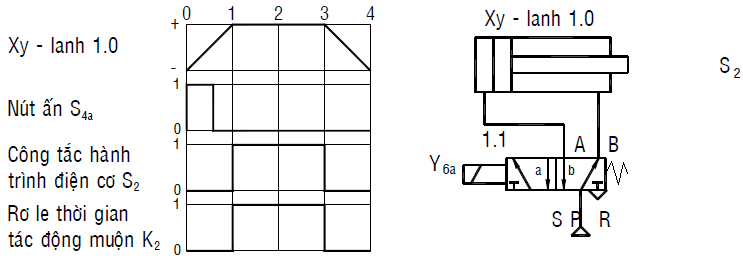 0 1 2 3 4
Xy - lanh 1.0
+
-
Nút ấn S4a
1
0
Công tắc hành
trình điện cơ S2
1
0
Rơ le thời gian
tác động muộn K2
1
0
Xy - lanh 1.0
S2
1.1
A B
Y6a
a b
S P R